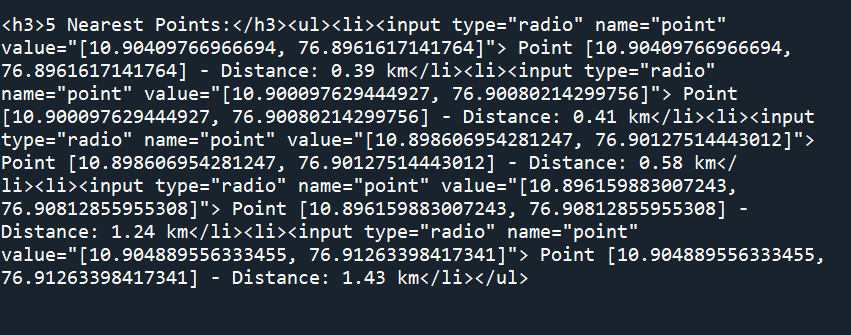 <h3>5 Nearest Points:</h3><ul><li><input type="radio" name="point"
value="[10.90409766966694, 76.8961617141764]"> Point [10.90409766966694,
76.8961617141764] - Distance: 0.39 km</li><li><input type="radio"
name="point" value="[10.900097629444927, 76.90080214299756]"> Point
[10.900097629444927, 76.90080214299756] - Distance: 0.41 km</li><li><input
type="radio" name="point" value="[10.898606954281247, 76.90127514443012]">
Point [10.898606954281247, 76.90127514443012] - Distance: 0.58 km</
li><li><input type="radio" name="point" value="[10.896159883007243,
76.90812855955308]"> Point [10.896159883007243, 76.90812855955308] -
Distance: 1.24 km</li><li><input type="radio" name="point"
value="[10.904889556333455, 76.91263398417341]"> Point [10.904889556333455,
76.91263398417341] - Distance: 1.43 km</li></ul>